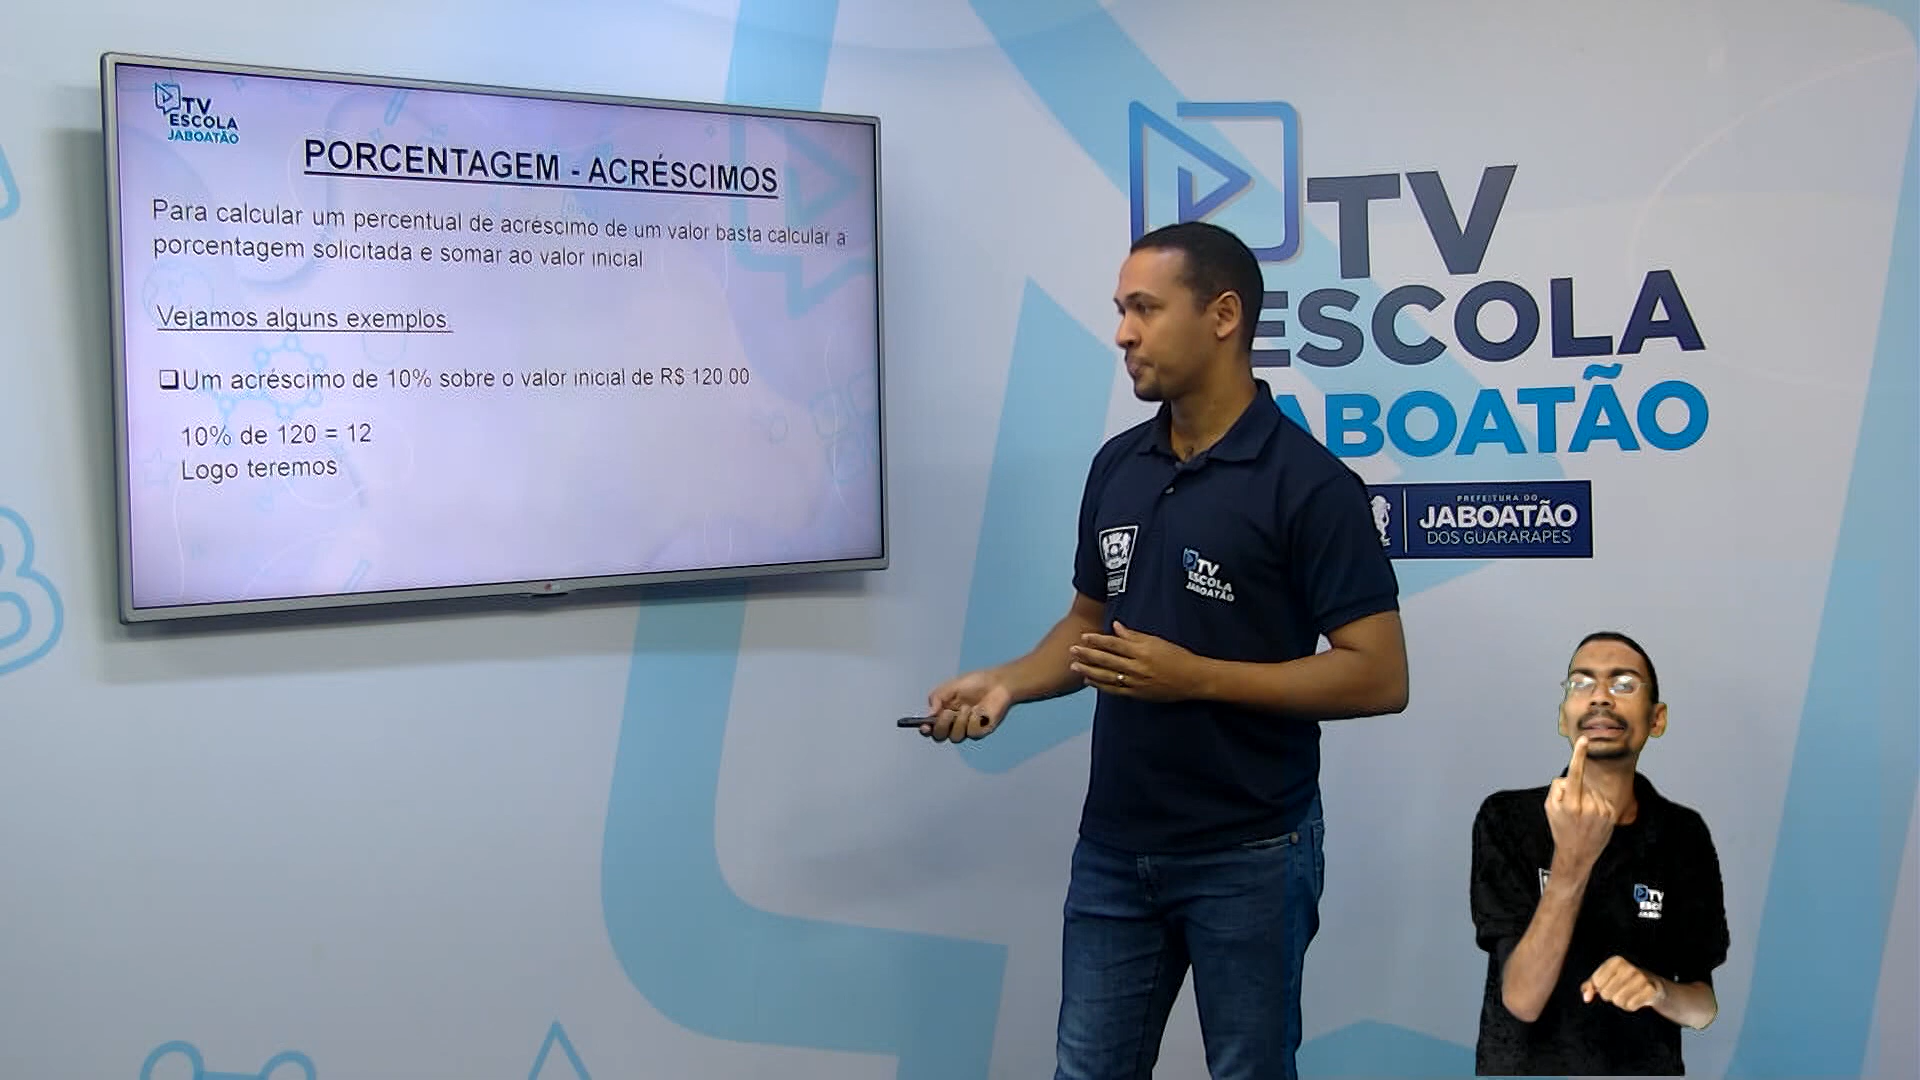 TV
ESCOLA
JABOATÃO
PORCENTAGEM - ACRÉSCIMOS
Para calcular um percentual de acréscimo de um valor basta calcular a
porcentagem solicitada e somar ao valor inicial
Vejamos alguns exemplos
Um acréscimo de 10% sobre o valor inicial de R$ 120 00
10% de 120 = 12
Logo teremos
TV
ESCOLA
JABOATÃO
PREFEITURA DO
JABOATÃO
DOS GUARARAPES
TV
ESCOLA
JABOATÃO
TV